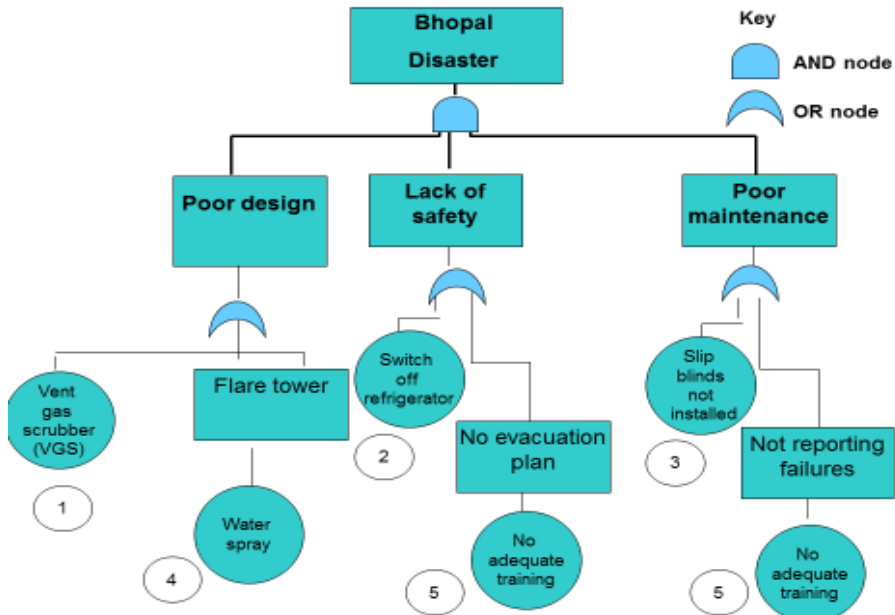 Bhopal
Disaster
Key
AND node
OR node
Poor design
Lack of
safety
Poor
maintenance
Vent
gas
scrubber
(VGS)
Flare tower
Switch
off
refrigerator
Slip
blinds
not
installed
1
2
No evacuation
plan
3
Not reporting
failures
Water
spray
4
No
adequate
training
5
No
adequate
training
5